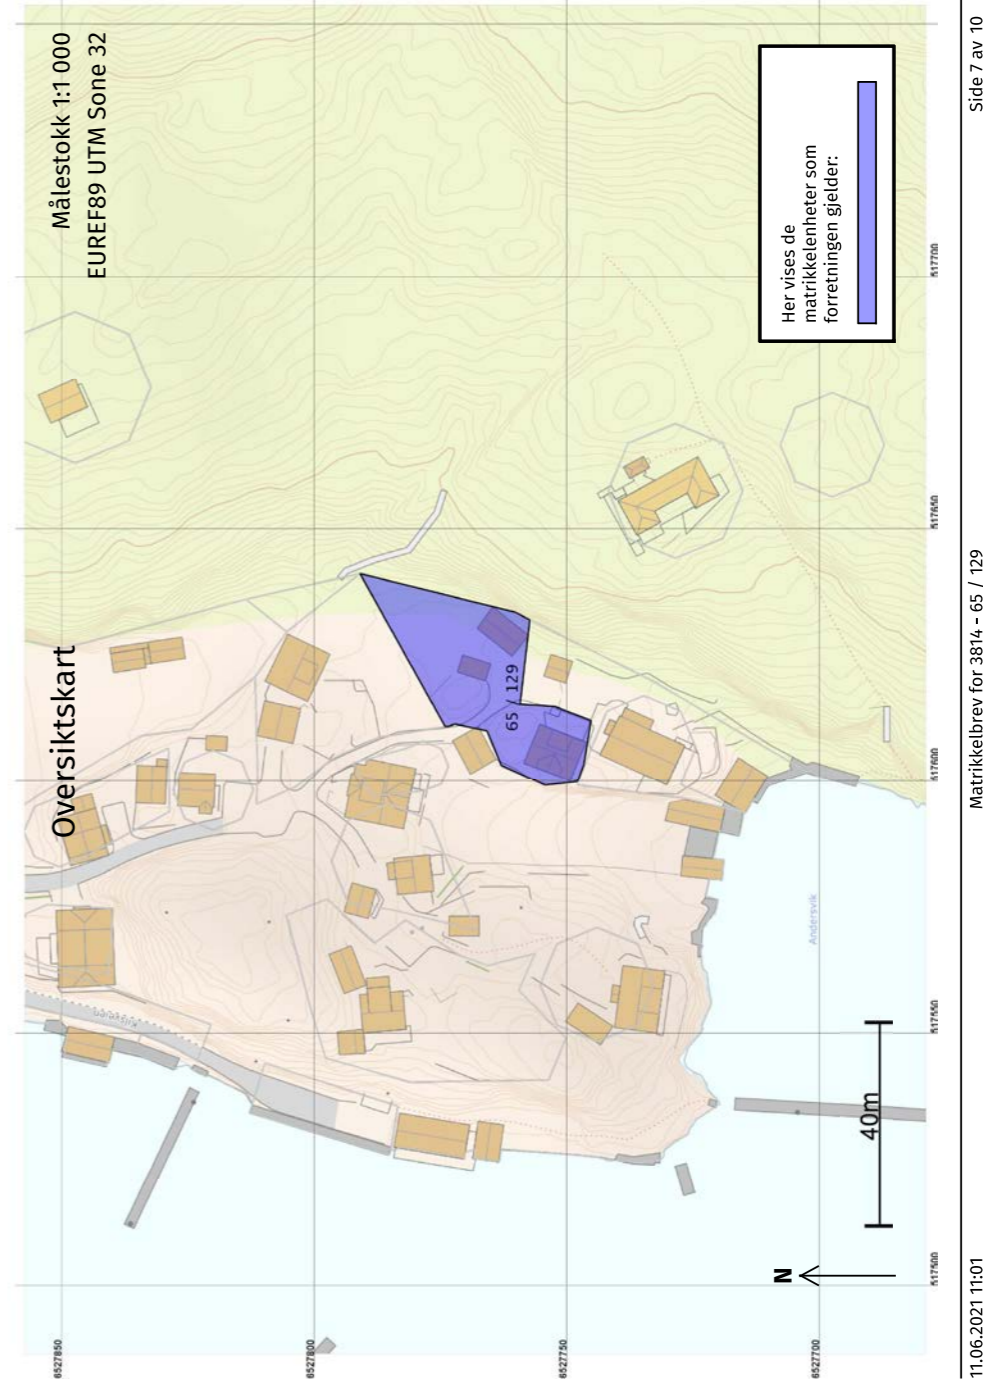 Oversiktskart
Målestokk 1:1 000
EUREF89 UTM Sone 32
65 / 129
Andersvik
Her vises de
matrikkelenheter som
forretningen gjelder:
N
40m
6527850
6527800
6527750
6527700
517500
517550
517600
517650
517700
11.06.2021 11:01
Matrikkelbrev for 3814 - 65 / 129
Side 7 av 10